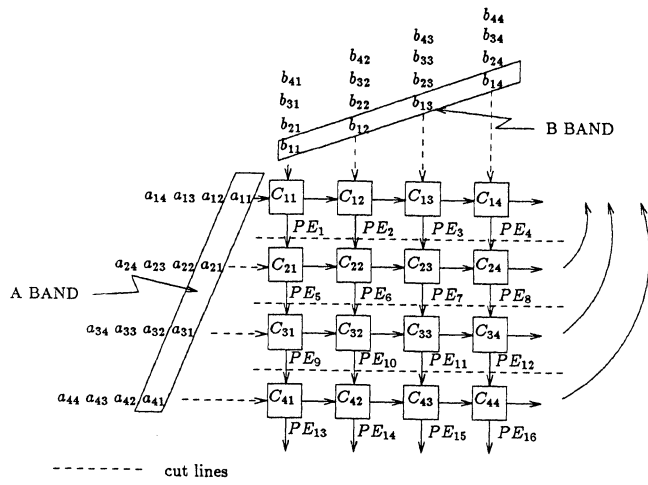 b44
b43 b34
b42 b33 b24
b41 b32 b23 b14
b31 b22 b13
b21 b12 B BAND
b11
a14 a13 a12 a11 C11 C12 C13 C14
PE1 PE2 PE3 PE4
a24 a23 a22 a21 C21 C22 C23 C24
A BAND PE5 PE6 PE7 PE8
a34 a33 a32 a31 C31 C32 C33 C34
PE9 PE10 PE11 PE12
a44 a43 a42 a41 C41 C42 C43 C44
PE13 PE14 PE15 PE16
cut lines